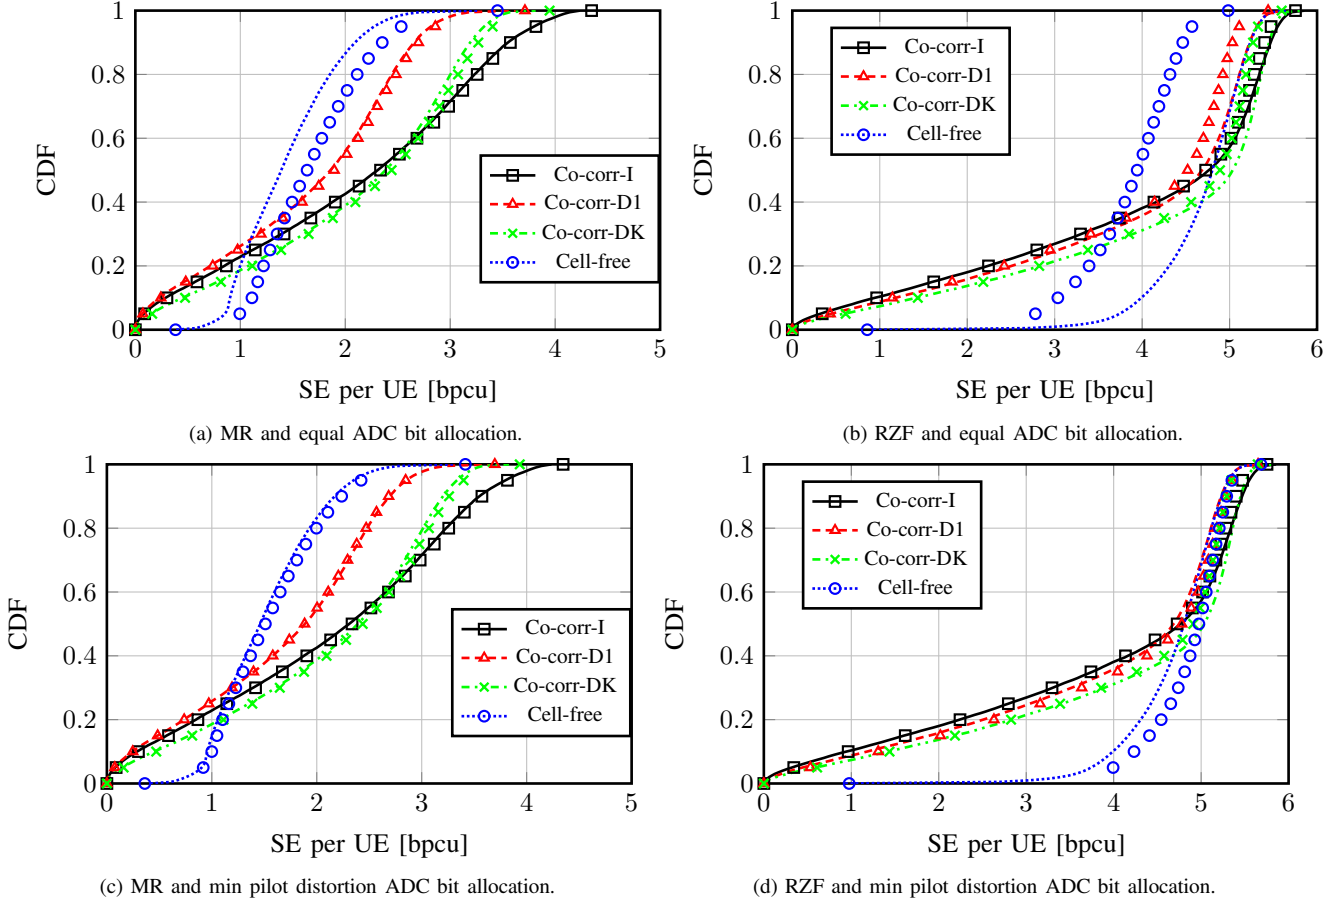 1
0.8
0.6
0.4
0.2
0
CDF
0 1 2 3 4 5
SE per UE [bpcu]
Co-corr-I
Co-corr-D1
Co-corr-DK
Cell-free
(a) MR and equal ADC bit allocation.
1
0.8
0.6
0.4
0.2
0
CDF
0 1 2 3 4 5 6
SE per UE [bpcu]
Co-corr-I
Co-corr-D1
Co-corr-DK
Cell-free
(b) RZF and equal ADC bit allocation.
1
0.8
0.6
0.4
0.2
0
CDF
0 1 2 3 4 5
SE per UE [bpcu]
Co-corr-I
Co-corr-D1
Co-corr-DK
Cell-free
(c) MR and min pilot distortion ADC bit allocation.
1
0.8
0.6
0.4
0.2
0
CDF
0 1 2 3 4 5 6
SE per UE [bpcu]
Co-corr-I
Co-corr-D1
Co-corr-DK
Cell-free
(d) RZF and min pilot distortion ADC bit allocation.